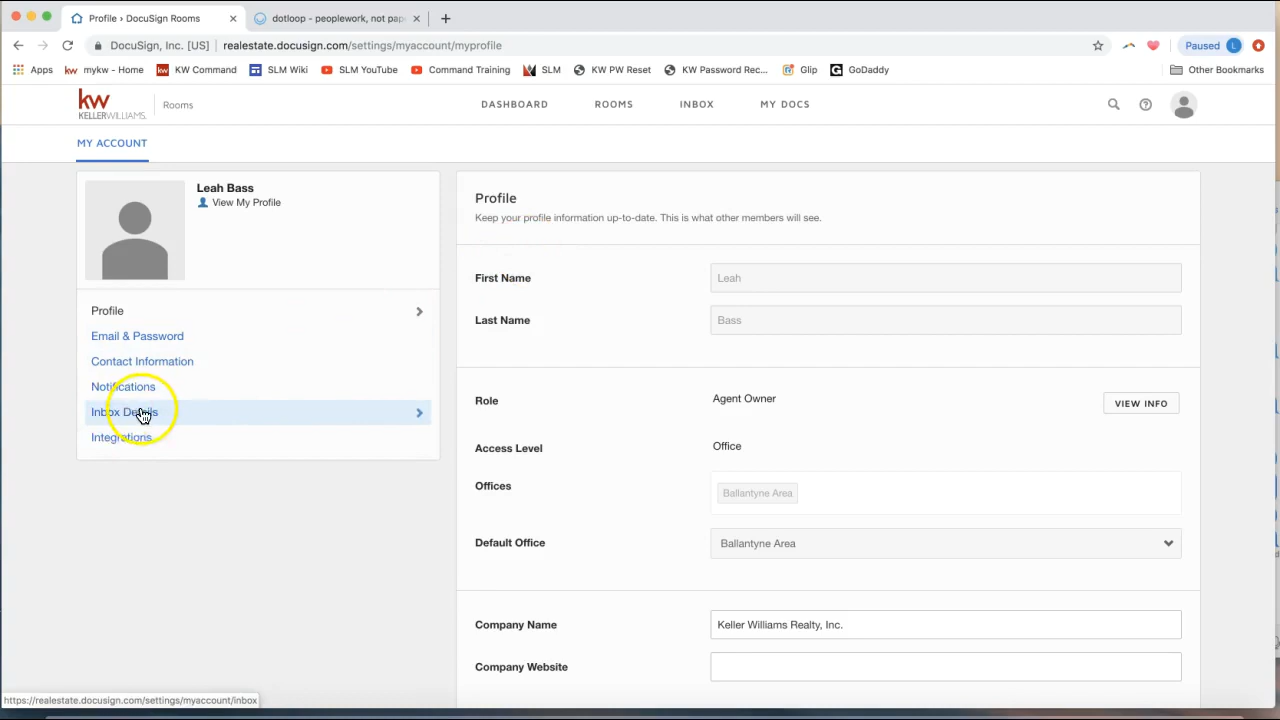 Profile › DocuSign Rooms
dotloop - peoplework, not pap
DocuSign, Inc. [US] realestate.docusign.com/settings/myaccount/myprofile
Paused L
Apps mykw - Home KW Command SLM Wiki SLM YouTube Command Training SLM KW PW Reset KW Password Rec... Glip GoDaddy Other Bookmarks
kw
KELLERWILLIAMS.
Rooms
DASHBOARD ROOMS INBOX MY DOCS
MY ACCOUNT
Leah Bass
View My Profile
Profile
Email & Password
Contact Information
Notifications
Inbox Details
Integrations
Profile
Keep your profile information up-to-date. This is what other members will see.
First Name Leah
Last Name Bass
Role Agent Owner VIEW INFO
Access Level Office
Offices Ballantyne Area
Default Office Ballantyne Area
Company Name Keller Williams Realty, Inc.
Company Website
https://realestate.docusign.com/settings/myaccount/inbox